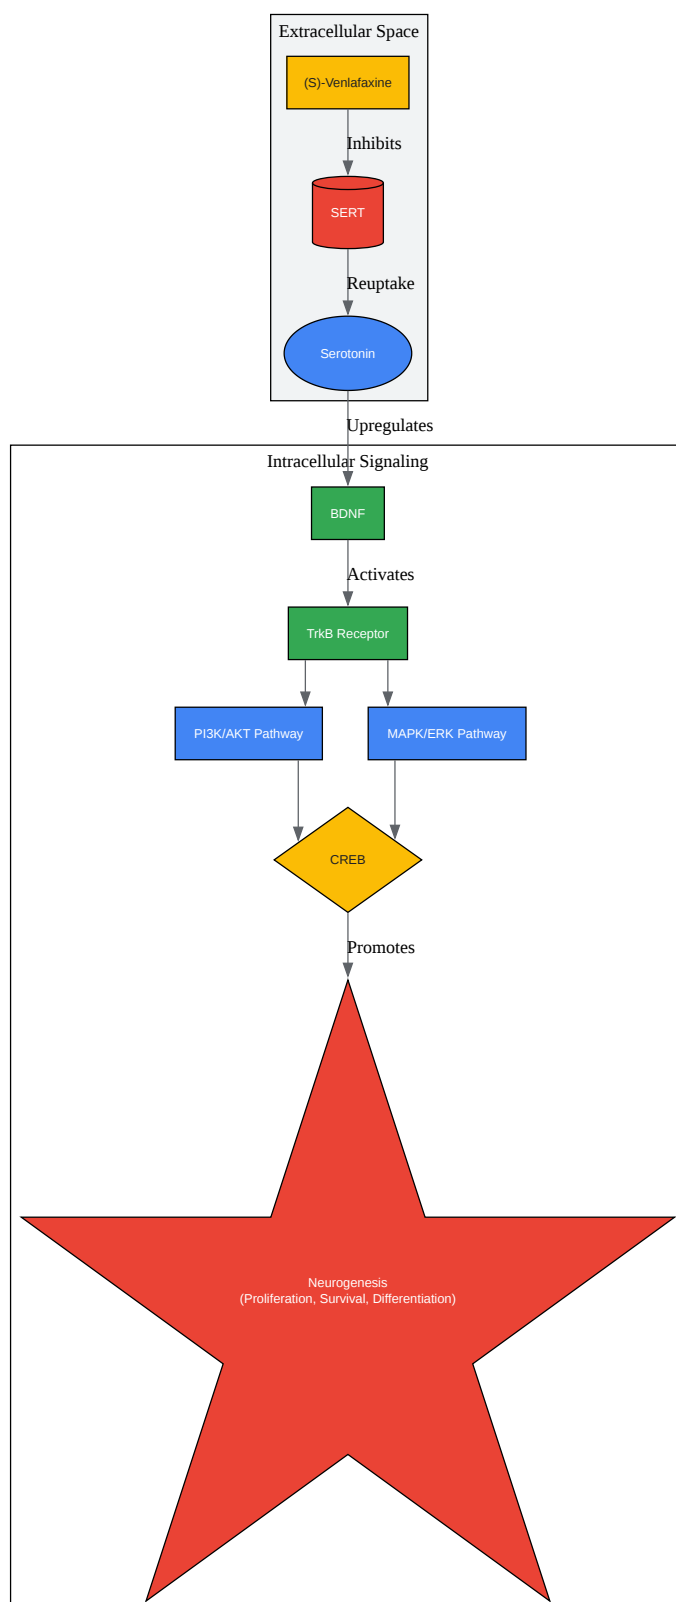 Extracellular Space
(S)-Venlafaxine
Inhibits
SERT
Reuptake
Serotonin
Upregulates
Intracellular Signaling
BDNF
Activates
TrkB Receptor
PI3K/AKT Pathway
MAPK/ERK Pathway
CREB
Promotes
Neurogenesis
(Proliferation, Survival, Differentiation)